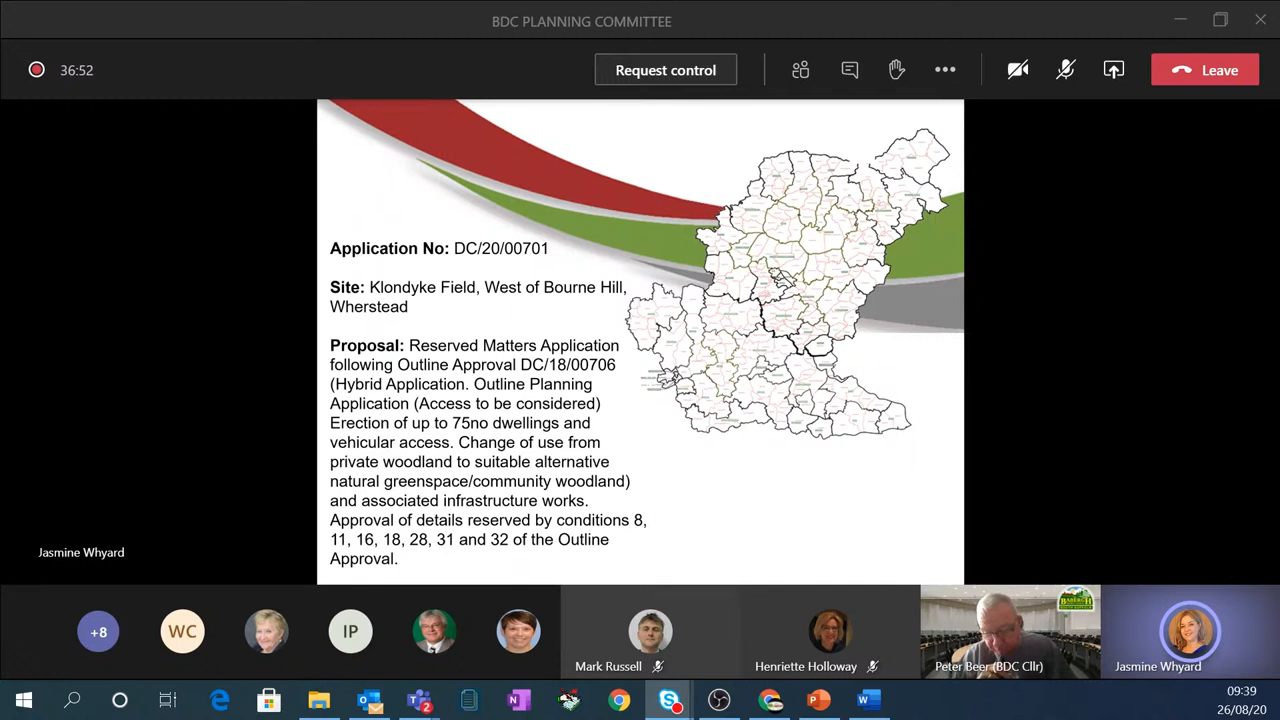 BDC PLANNING COMMITTEE
36:52
Request control
Leave
Application No: DC/20/00701
Site: Klondyke Field, West of Bourne Hill,
Wherstead
Proposal: Reserved Matters Application
following Outline Approval DC/18/00706
(Hybrid Application. Outline Planning
Application (Access to be considered)
Erection of up to 75no dwellings and
vehicular access. Change of use from
private woodland to suitable alternative
natural greenspace/community woodland)
and associated infrastructure works.
Approval of details reserved by conditions 8,
11, 16, 18, 28, 31 and 32 of the Outline
Approval.
Jasmine Whyard
+8
WC
IP
BABERGH
Mark Russell
Henriette Holloway
Peter Beer (BDC Cllr)
Jasmine Whyard
2
09:39
26/08/20